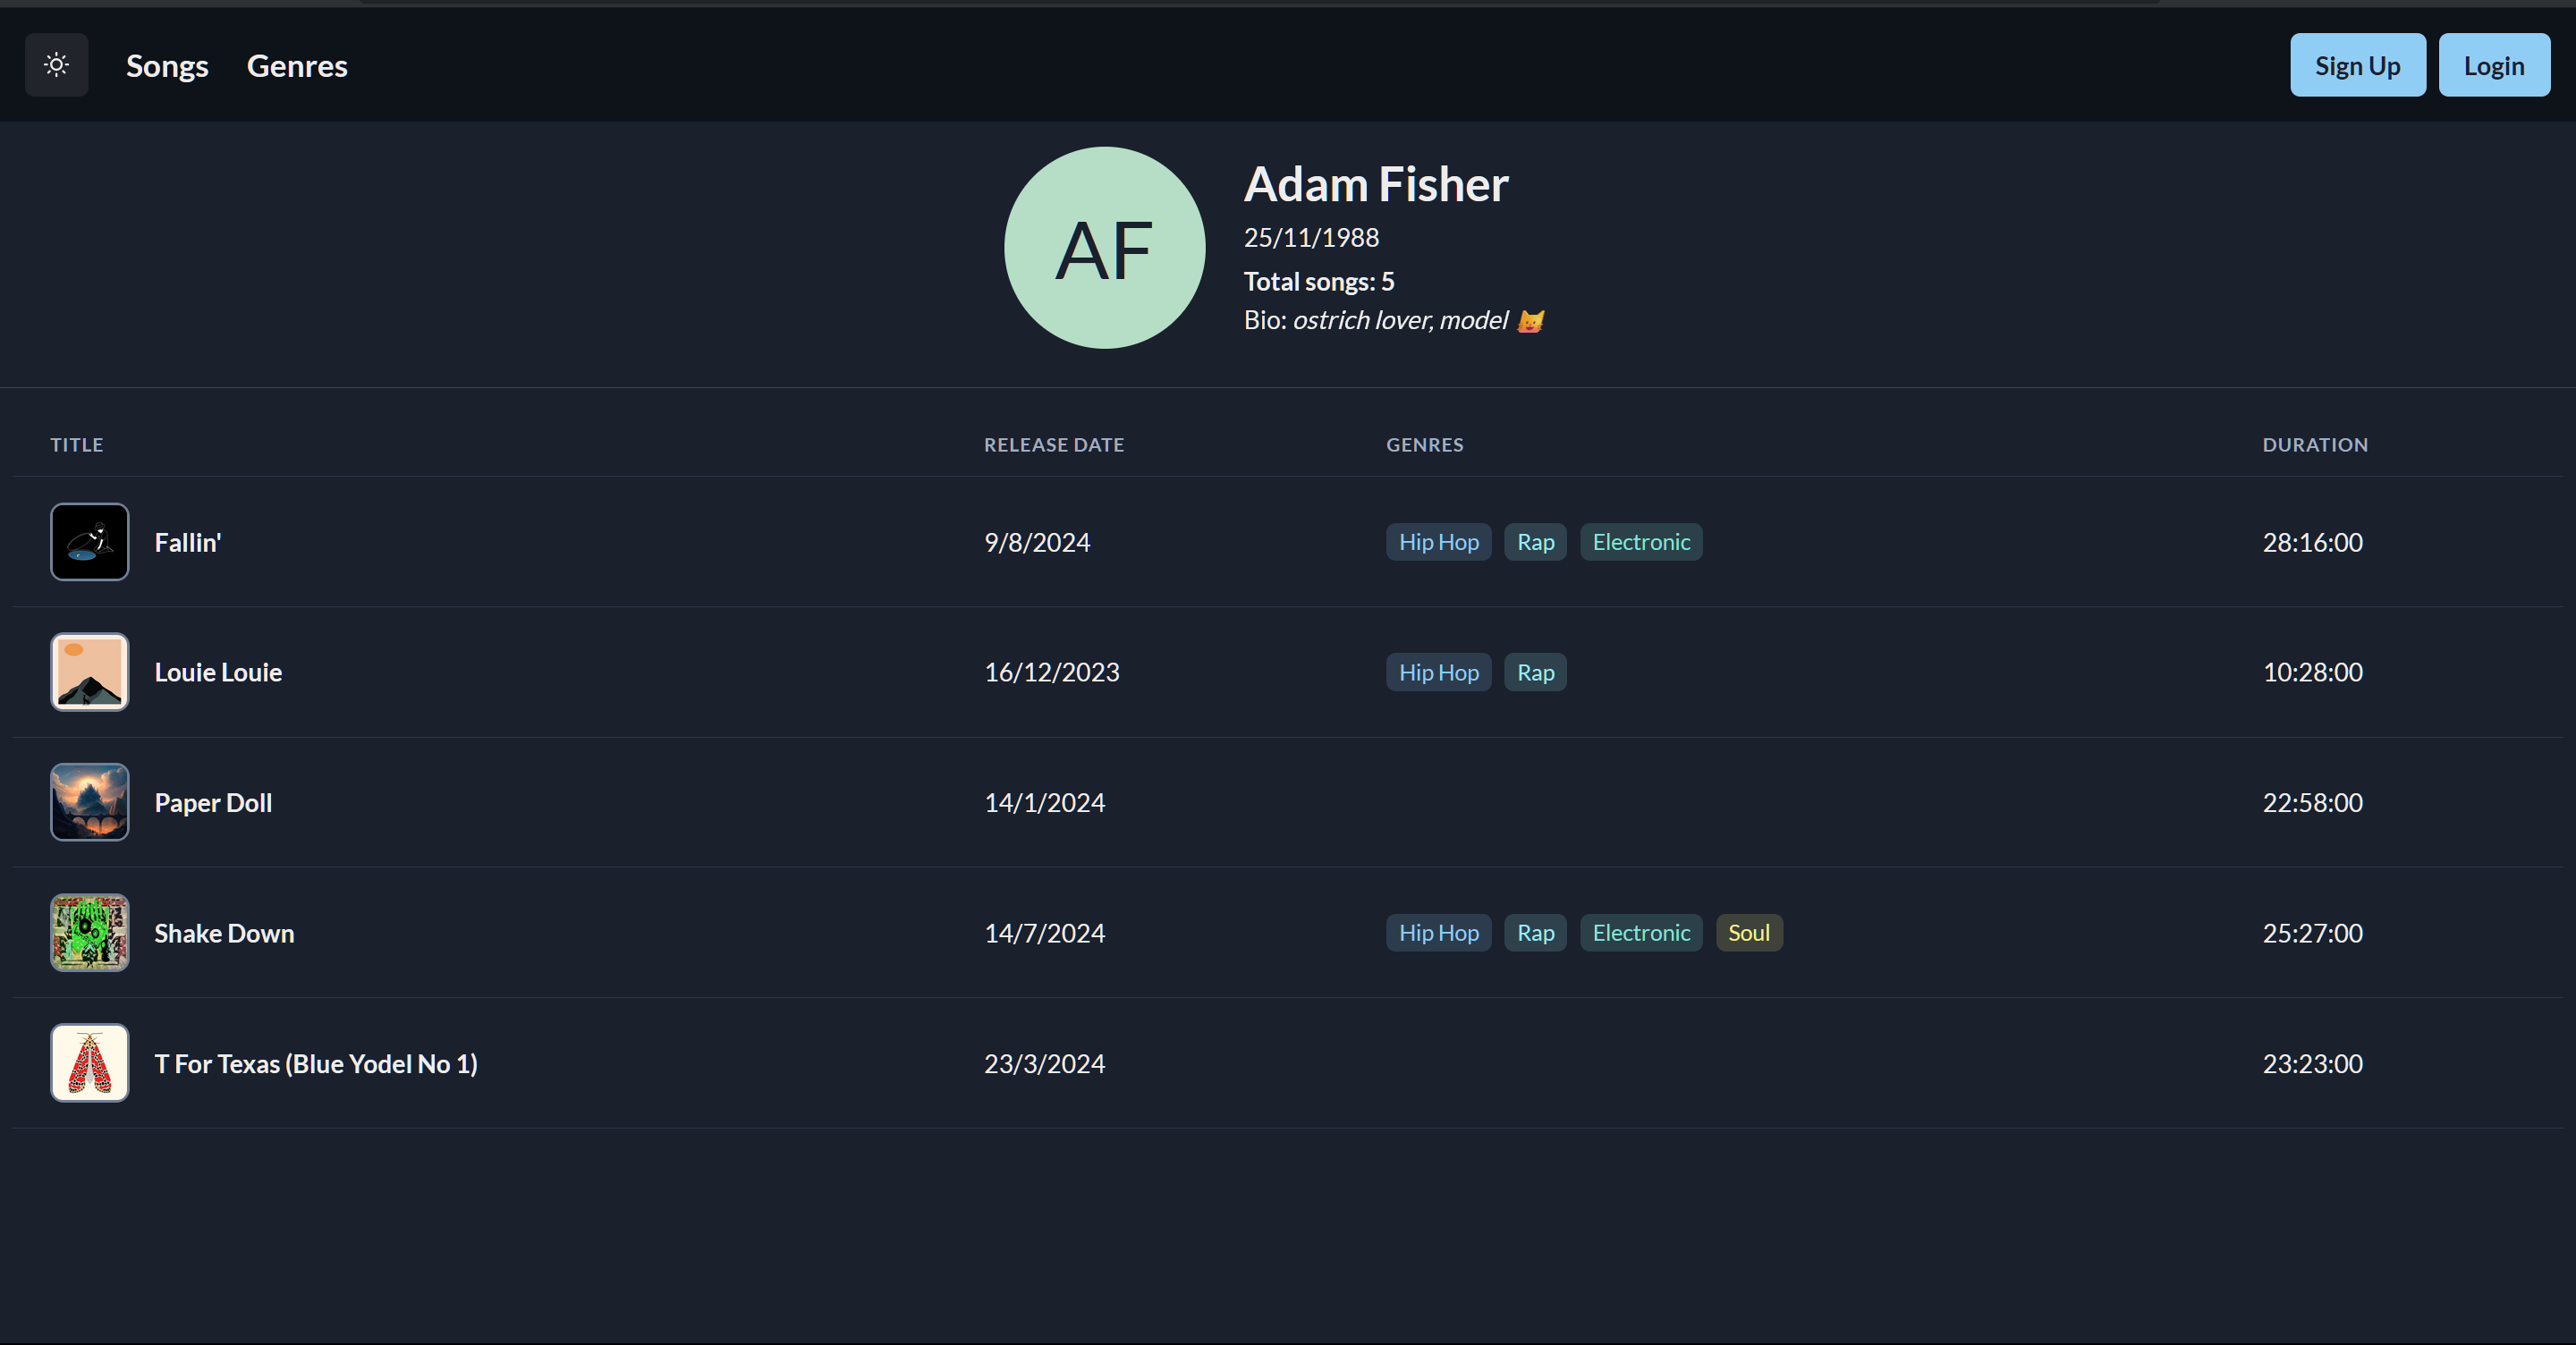 Songs Genres Sign Up Login
AF
Adam Fisher
25/11/1988
Total songs: 5
Bio: ostrich lover, model 😼
TITLE RELEASE DATE GENRES DURATION
Fallin' 9/8/2024 Hip Hop Rap Electronic 28:16:00
Louie Louie 16/12/2023 Hip Hop Rap 10:28:00
Paper Doll 14/1/2024 22:58:00
Shake Down 14/7/2024 Hip Hop Rap Electronic Soul 25:27:00
T For Texas (Blue Yodel No 1) 23/3/2024 23:23:00